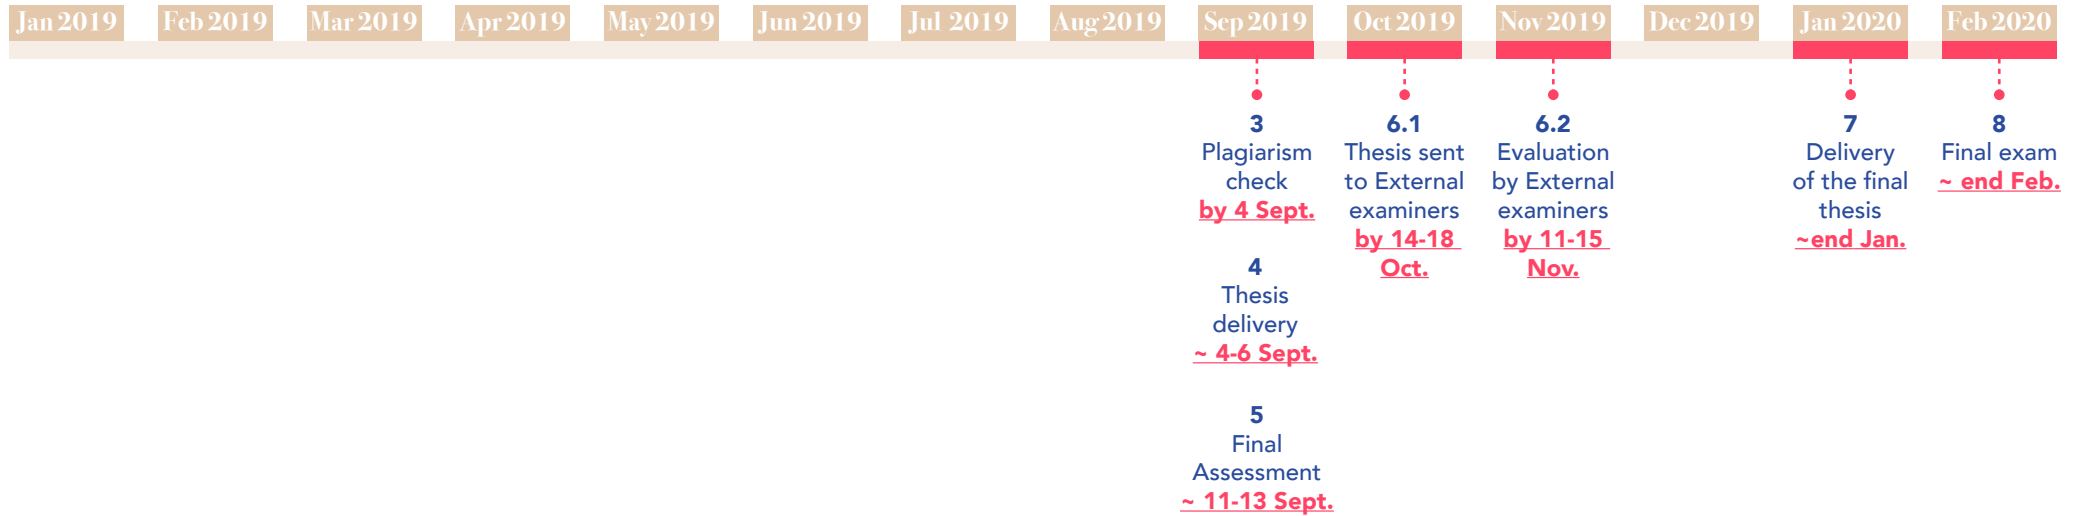 Jan 2019 Feb 2019 Mar 2019 Apr 2019 May 2019 Jun 2019 Jul 2019 Aug 2019 Sep 2019 Oct 2019 Nov 2019 Dec 2019 Jan 2020 Feb 2020
3
Plagiarism
check
by 4 Sept.
4
Thesis
delivery
~ 4-6 Sept.
5
Final
Assessment
~ 11-13 Sept.
6.1
Thesis sent
to External
examiners
by 14-18
Oct.
6.2
Evaluation
by External
examiners
by 11-15
Nov.
7
Delivery
of the final
thesis
~end Jan.
8
Final exam
~ end Feb.